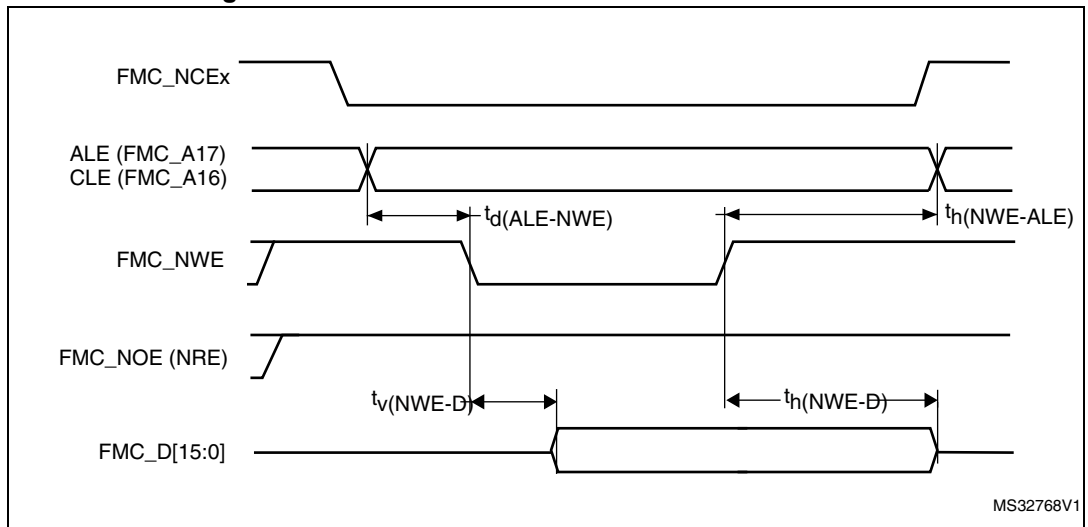 FMC_NCEx
ALE (FMC_A17)
CLE (FMC_A16)
td(ALE-NWE)
th(NWE-ALE)
FMC_NWE
FMC_NOE (NRE)
tv(NWE-D)
th(NWE-D)
FMC_D[15:0]
MS32768V1